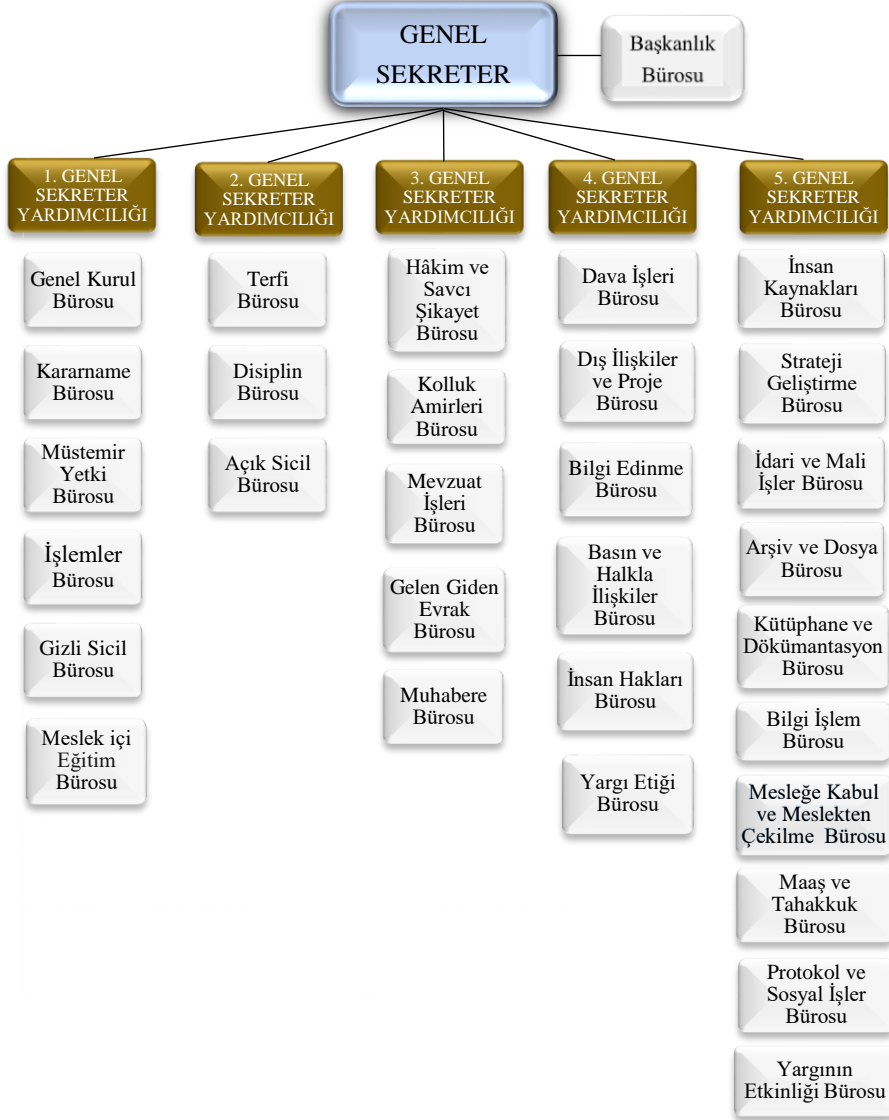 GENEL
SEKRETER
Başkanlık
Bürosu
1. GENEL
SEKRETER
YARDIMCILIĞI
Genel Kurul
Bürosu
Kararname
Bürosu
Müstemir
Yetki
Bürosu
İşlemler
Bürosu
Gizli Sicil
Bürosu
Meslek içi
Eğitim
Bürosu
2. GENEL
SEKRETER
YARDIMCILIĞI
Terfi
Bürosu
Disiplin
Bürosu
Açık Sicil
Bürosu
3. GENEL
SEKRETER
YARDIMCILIĞI
Hâkim ve
Savcı
Şikayet
Bürosu
Kolluk
Amirleri
Bürosu
Mevzuat
İşleri
Bürosu
Gelen Giden
Evrak
Bürosu
Muhabere
Bürosu
4. GENEL
SEKRETER
YARDIMCILIĞI
Dava İşleri
Bürosu
Dış İlişkiler
ve Proje
Bürosu
Bilgi Edinme
Bürosu
Basın ve
Halkla
İlişkiler
Bürosu
İnsan Hakları
Bürosu
Yargı Etiği
Bürosu
5. GENEL
SEKRETER
YARDIMCILIĞI
İnsan
Kaynakları
Bürosu
Strateji
Geliştirme
Bürosu
İdari ve Mali
İşler Bürosu
Arşiv ve Dosya
Bürosu
Kütüphane ve
Dökümantasyon
Bürosu
Bilgi İşlem
Bürosu
Mesleğe Kabul
ve Meslekten
Çekilme Bürosu
Maaş ve
Tahakkuk
Bürosu
Protokol ve
Sosyal İşler
Bürosu
Yargının
Etkinliği Bürosu